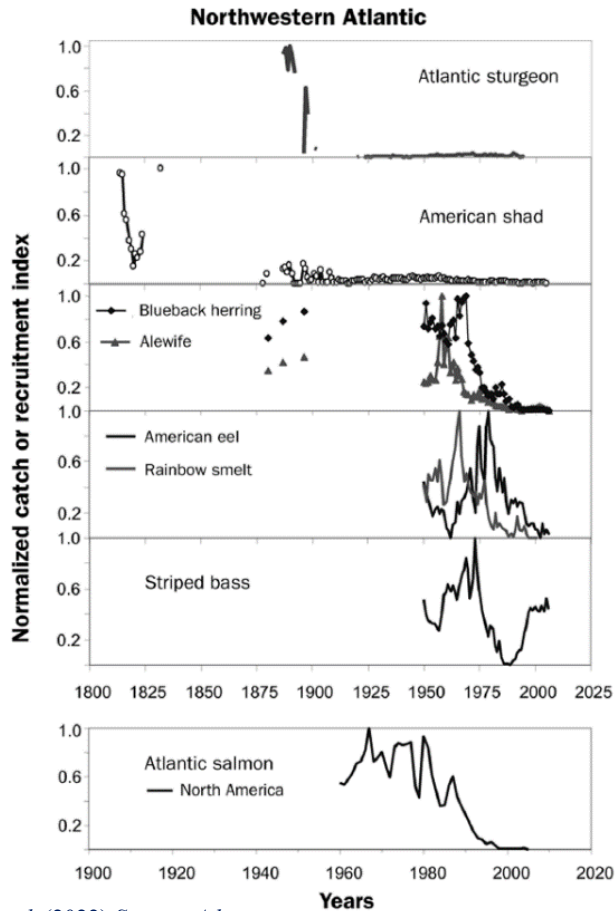 Northwestern Atlantic
Normalized catch or recruitment index
1.0
0.6
0.2
Atlantic sturgeon
1.0
0.6
0.2
American shad
1.0
0.6
0.2
Blueback herring
Alewife
1.0
0.6
0.2
American eel
Rainbow smelt
1.0
0.6
0.2
Striped bass
1800 1825 1850 1875 1900 1925 1950 1975 2000 2025
1.0
0.6
0.2
Atlantic salmon
North America
1900 1920 1940 1960 1980 2000 2020
Years